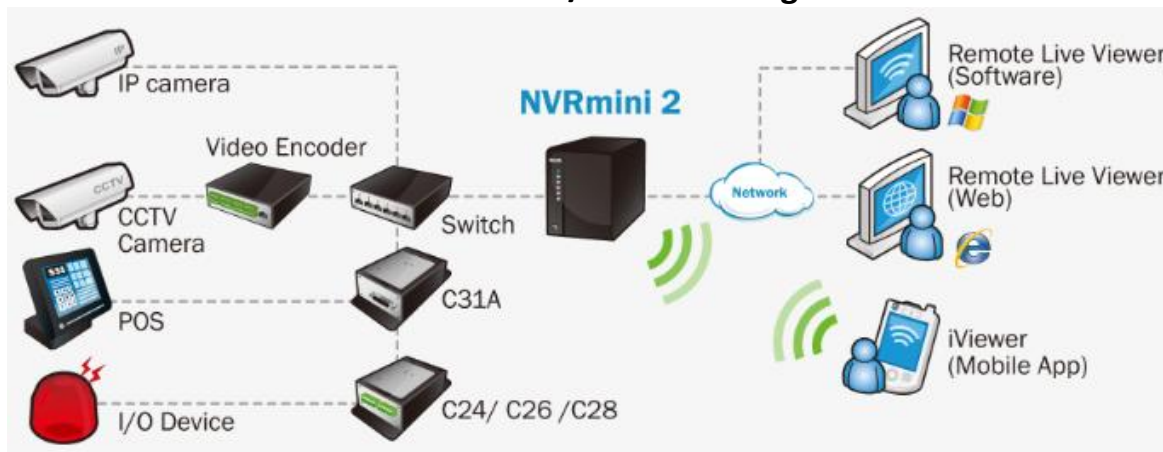 IP camera
IP
Video Encoder
CCTV
CCTV
Camera
Switch
NVRmini 2
Network
C31A
POS
C24/ C26 /C28
I/O Device
Remote Live Viewer
(Software)
Remote Live Viewer
(Web)
iViewer
(Mobile App)